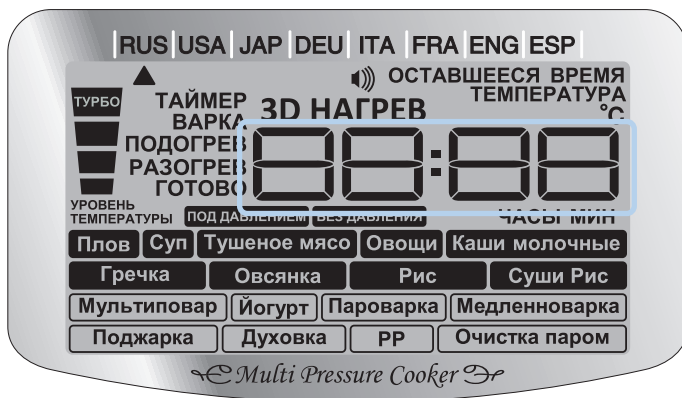 RUS USA JAP DEU ITA FRA ENG ESP
ОСТАВШЕЕСЯ ВРЕМЯ
ТЕМПЕРАТУРА
°C
ТУРБО
ТАЙМЕР
ВАРКА
ПОДОГРЕВ
РАЗОГРЕВ
ГОТОВО
3D НАГРЕВ
88:88
УРОВЕНЬ
ТЕМПЕРАТУРЫ
ПОД ДАВЛЕНИЕМ БЕЗ ДАВЛЕНИЯ
ЧАСЫ МИН
Плов Суп Тушеное мясо Овощи Каши молочные
Гречка Овсянка Рис Суши Рис
Мультиповар Йогурт Пароварка Медленноварка
Поджарка Духовка РР Очистка паром
Multi Pressure Cooker